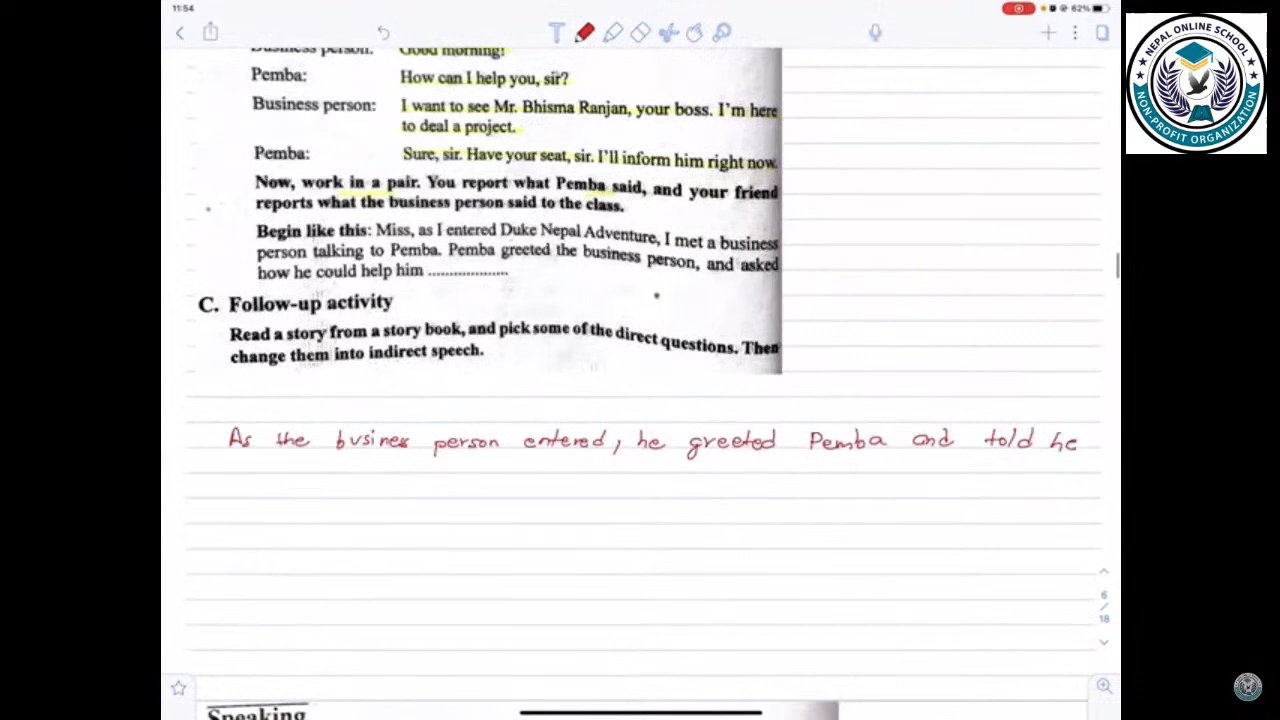 11:54
62%
NEPAL ONLINE SCHOOL
NON-PROFIT ORGANIZATION
Business person: Good morning!
Pemba: How can I help you, sir?
Business person: I want to see Mr. Bhisma Ranjan, your boss. I'm here
to deal a project.
Pemba: Sure, sir. Have your seat, sir. I'll inform him right now.
Now, work in a pair. You report what Pemba said, and your friend
reports what the business person said to the class.
Begin like this: Miss, as I entered Duke Nepal Adventure, I met a business
person talking to Pemba. Pemba greeted the business person, and asked
how he could help him ....................
C. Follow-up activity
Read a story from a story book, and pick some of the direct questions. Then
change them into indirect speech.
As the busines person entered, he greeted Pemba and told he
6
/
18
Speaking